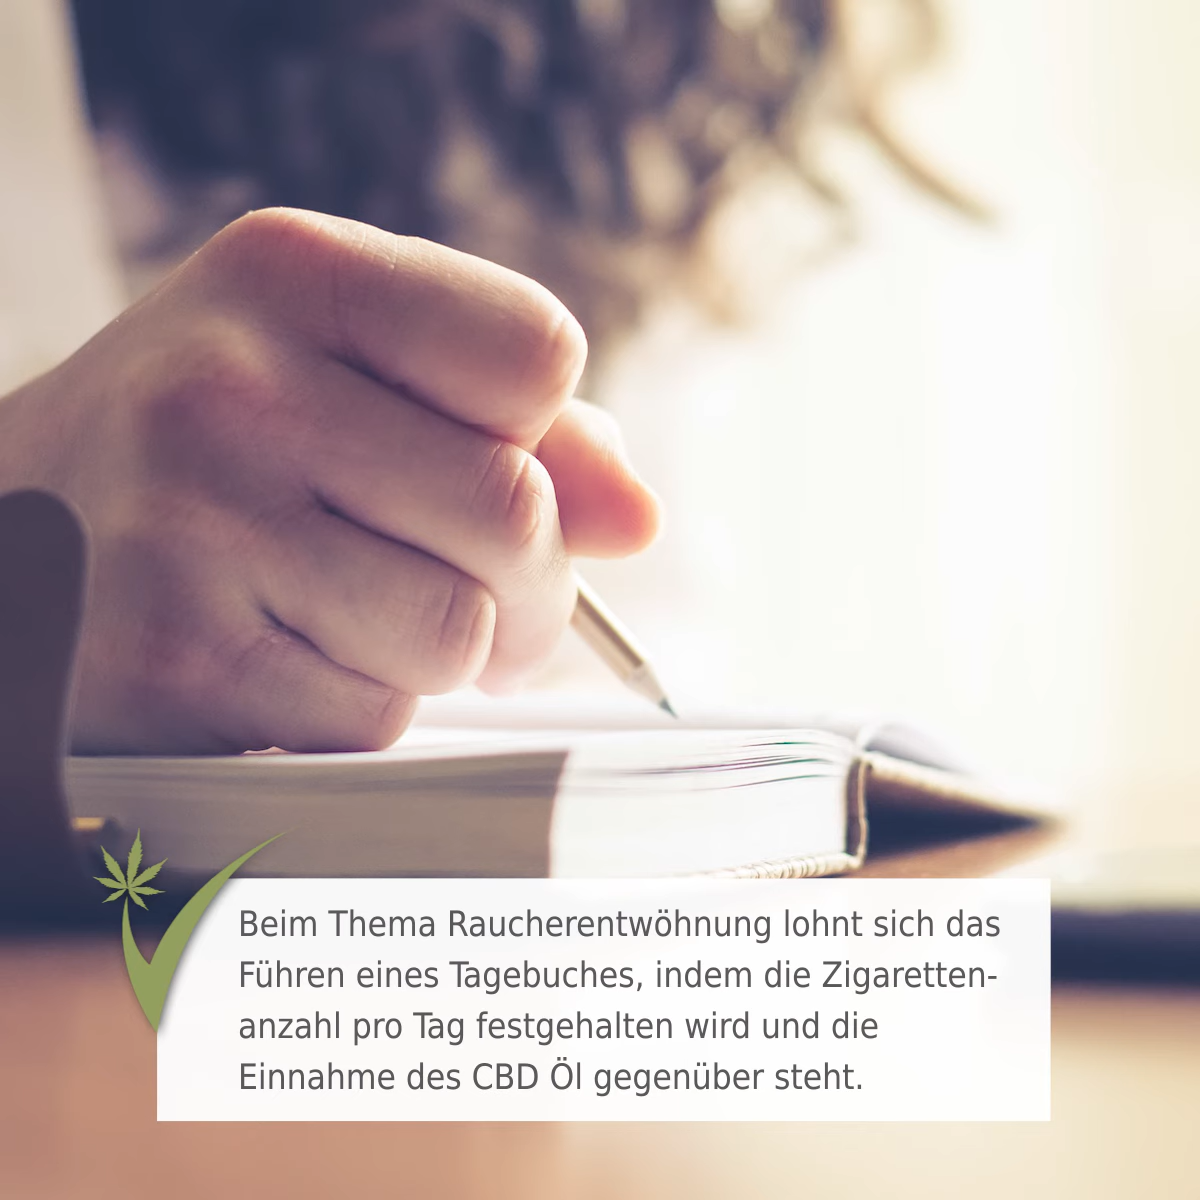 Beim Thema Raucherentwöhnung lohnt sich das
Führen eines Tagebuches, indem die Zigaretten-
anzahl pro Tag festgehalten wird und die
Einnahme des CBD Öl gegenüber steht.